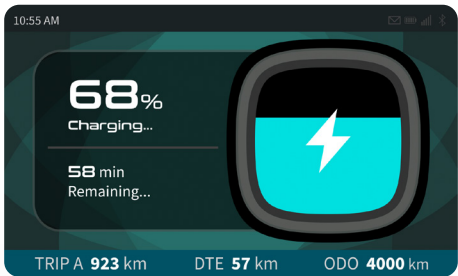 10:55 AM
68%
Charging...
58 min
Remaining...
TRIP A 923 km DTE 57 km ODO 4000 km